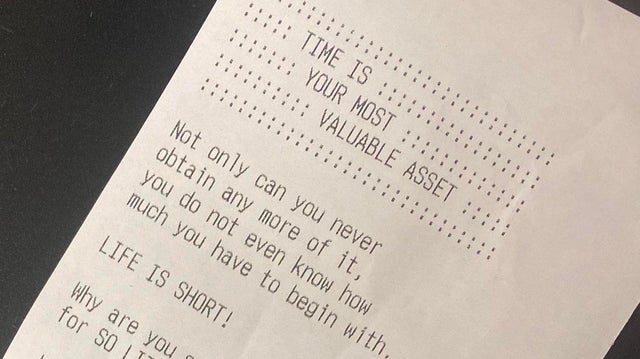 TIME IS
YOUR MOST
VALUABLE ASSET
Not only can you never
obtain any more of it,
you do not even know how
much you have to begin with.
LIFE IS SHORT!
Why are you
for SO